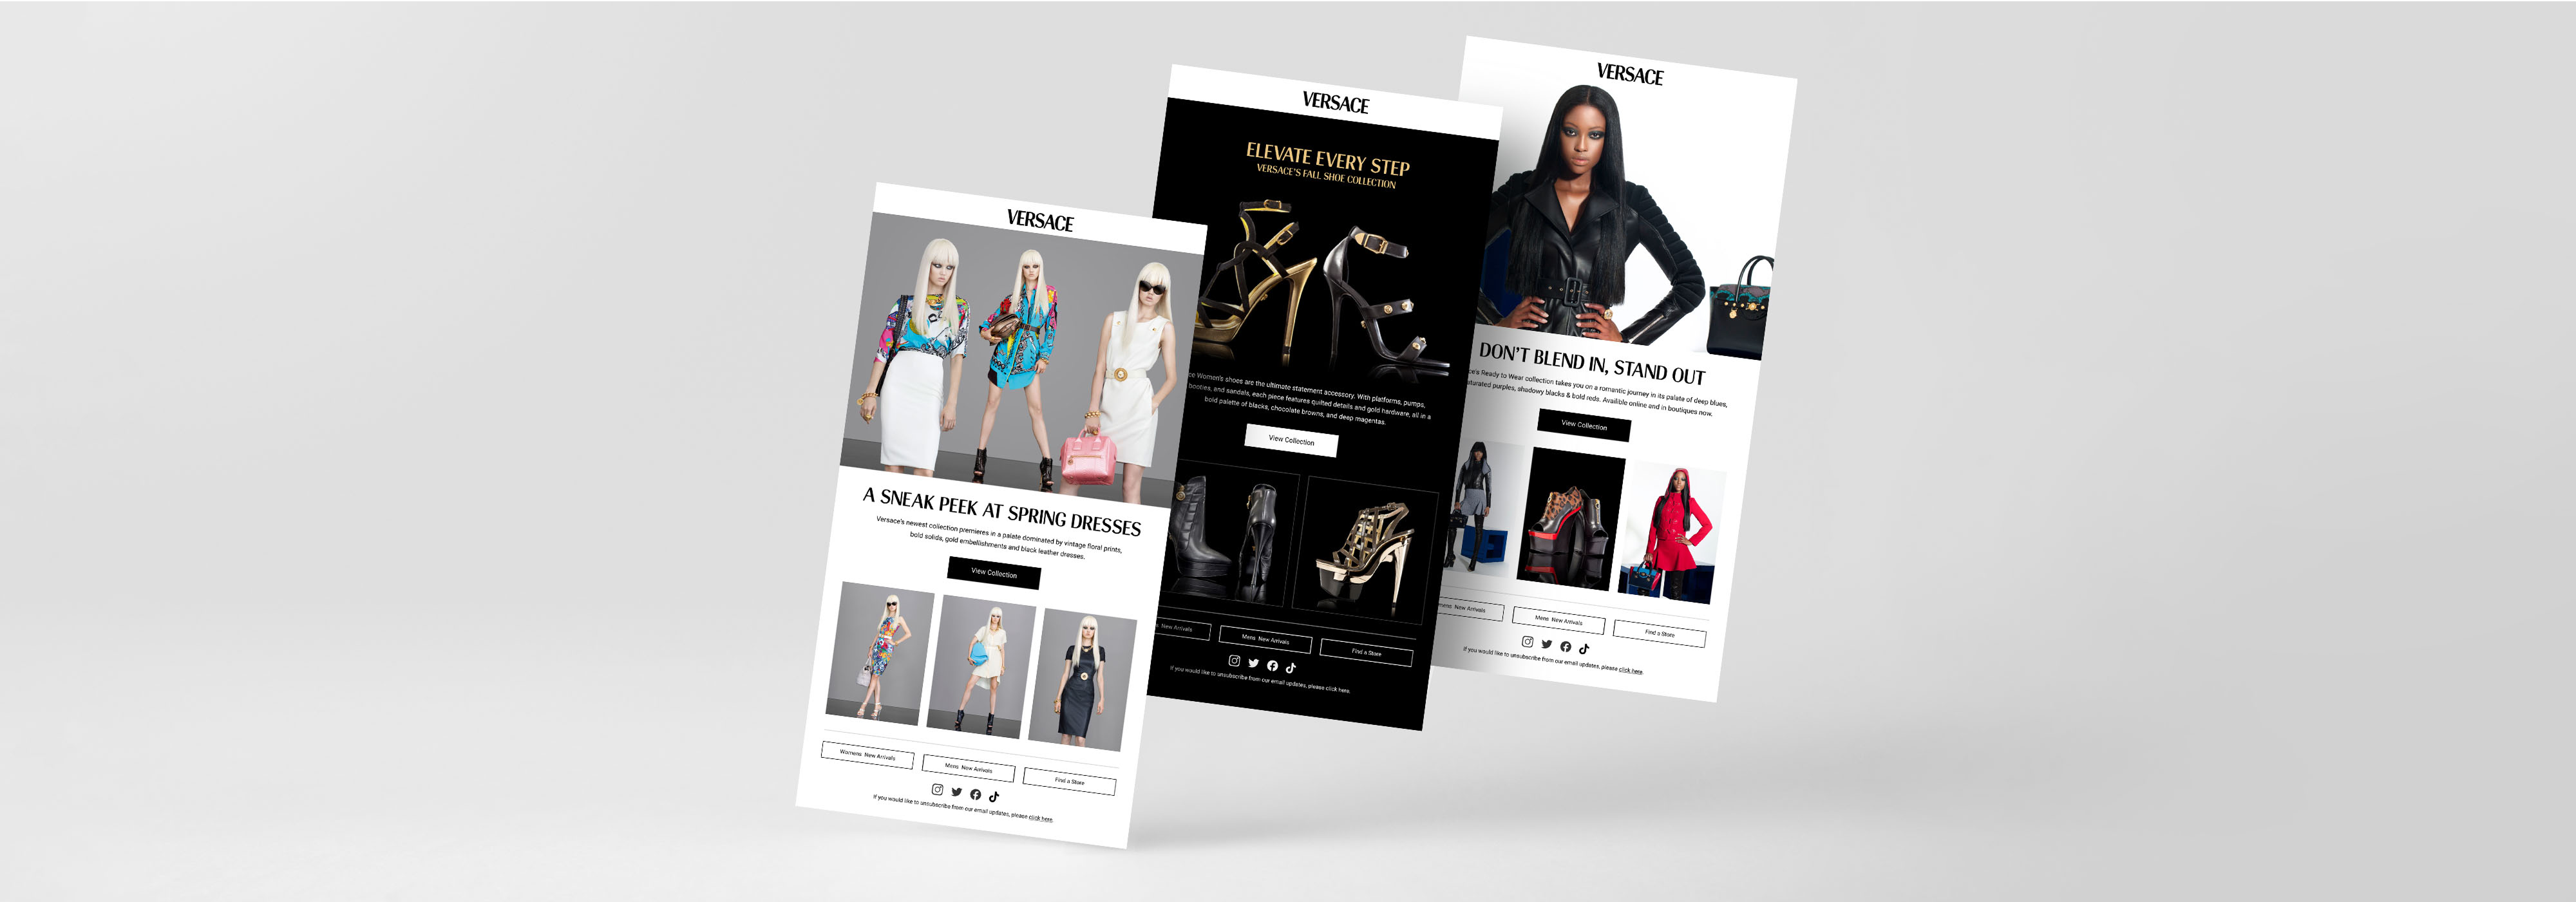 VERSACE
A SNEAK PEEK AT SPRING DRESSES
Versace's newest collection premieres in a palate dominated by vintage floral prints,
bold solids, gold embellishments and black leather dresses.
View Collection
Womens New Arrivals
Mens New Arrivals
Find a Store
If you would like to unsubscribe from our email updates, please click here.
VERSACE
ELEVATE EVERY STEP
VERSACE'S FALL SHOE COLLECTION
Women's shoes are the ultimate statement accessory. With platforms, pumps,
booties, and sandals, each piece features quilted details and gold hardware, all in a
bold palette of blacks, chocolate browns, and deep magentas.
View Collection
New Arrivals
Mens New Arrivals
Find a Store
If you would like to unsubscribe from our email updates, please click here.
VERSACE
DON'T BLEND IN, STAND OUT
Ready to Wear collection takes you on a romantic journey in its palate of deep blues,
purples, shadowy blacks & bold reds. Availible online and in boutiques now.
View Collection
New Arrivals
Mens New Arrivals
Find a Store
If you would like to unsubscribe from our email updates, please click here.